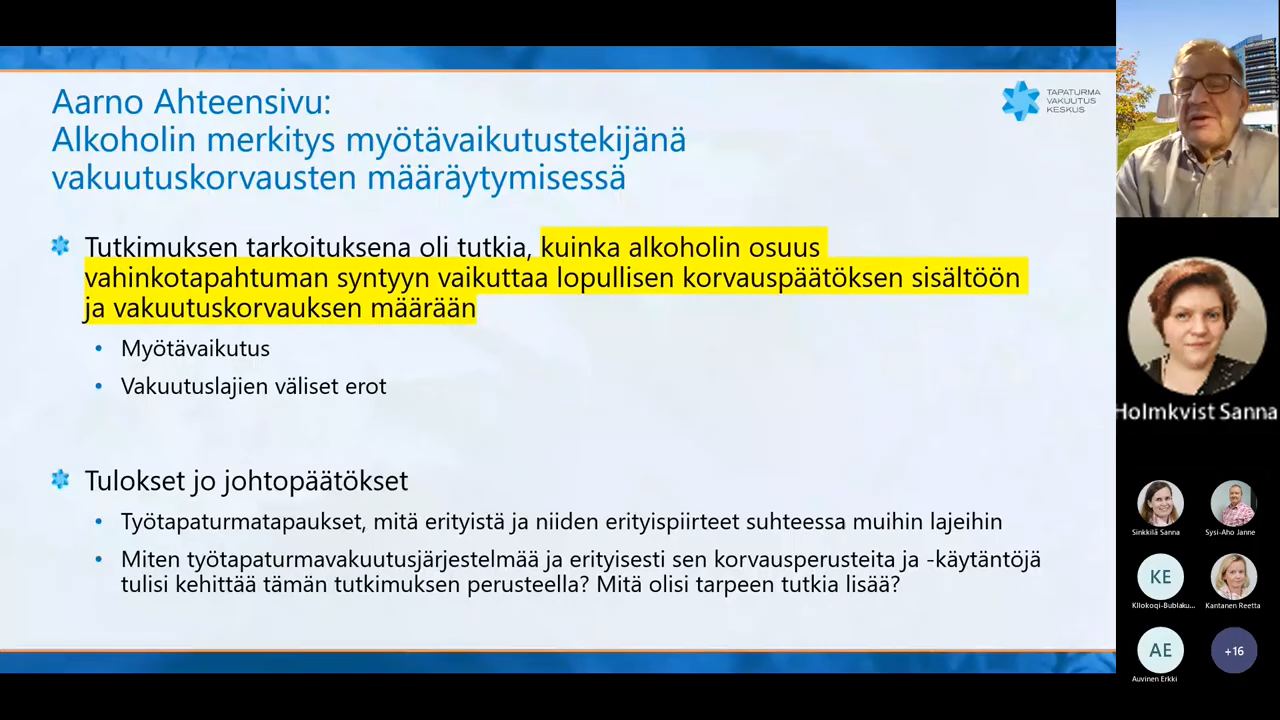 Aarno Ahteensivu:
Alkoholin merkitys myötävaikutustekijänä
vakuutuskorvausten määräytymisessä
TAPATURMA
VAKUUTUS
KESKUS
Tutkimuksen tarkoituksena oli tutkia, kuinka alkoholin osuus
vahinkotapahtuman syntyyn vaikuttaa lopullisen korvauspäätöksen sisältöön
ja vakuutuskorvauksen määrään
• Myötävaikutus
• Vakuutuslajien väliset erot
Tulokset jo johtopäätökset
• Työtapaturmatapaukset, mitä erityistä ja niiden erityispiirteet suhteessa muihin lajeihin
• Miten työtapaturmavakuutusjärjestelmää ja erityisesti sen korvausperusteita ja -käytäntöjä
tulisi kehittää tämän tutkimuksen perusteella? Mitä olisi tarpeen tutkia lisää?
Holmkvist Sanna
Sinkkilä Sanna
Sysi-Aho Janne
KE
Kllokoqi-Bublaku...
Kantanen Reetta
AE
Auvinen Erkki
+16